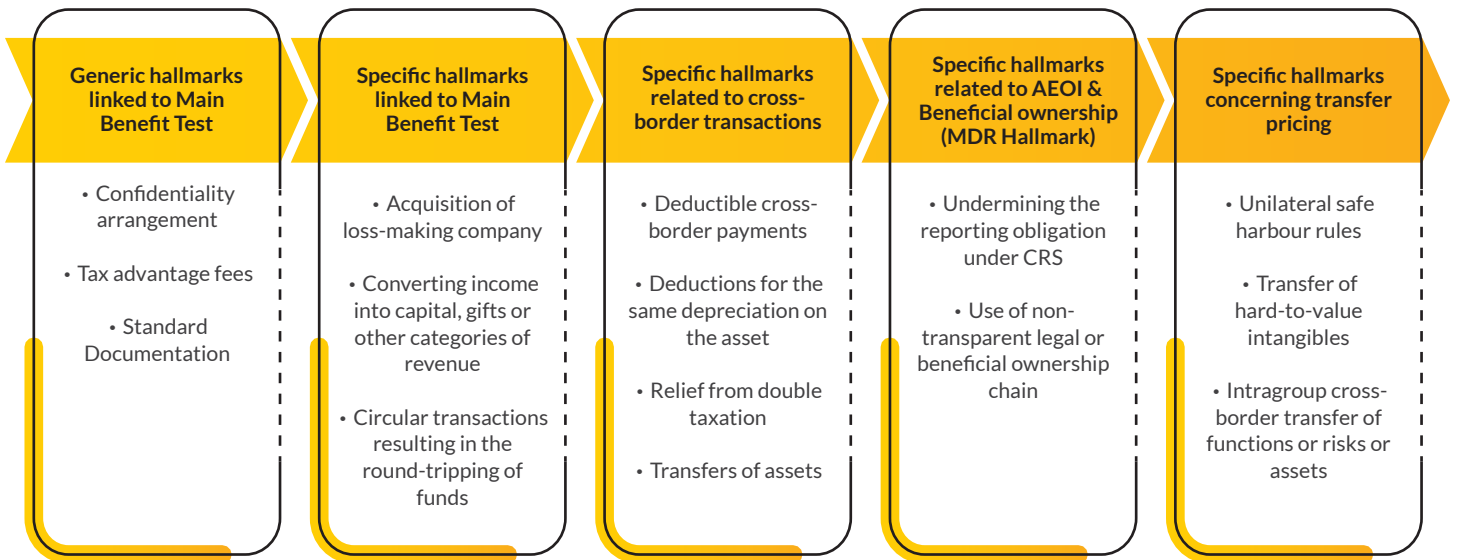 Generic hallmarks
linked to Main
Benefit Test
• Confidentiality
arrangement
• Tax advantage fees
• Standard
Documentation
Specific hallmarks
linked to Main
Benefit Test
• Acquisition of
loss-making company
• Converting income
into capital, gifts or
other categories of
revenue
• Circular transactions
resulting in the
round-tripping of
funds
Specific hallmarks
related to cross-
border transactions
• Deductible cross-
border payments
• Deductions for the
same depreciation on
the asset
• Relief from double
taxation
• Transfers of assets
Specific hallmarks
related to AEOI &
Beneficial ownership
(MDR Hallmark)
• Undermining the
reporting obligation
under CRS
• Use of non-
transparent legal or
beneficial ownership
chain
Specific hallmarks
concerning transfer
pricing
• Unilateral safe
harbour rules
• Transfer of
hard-to-value
intangibles
• Intragroup cross-
border transfer of
functions or risks or
assets